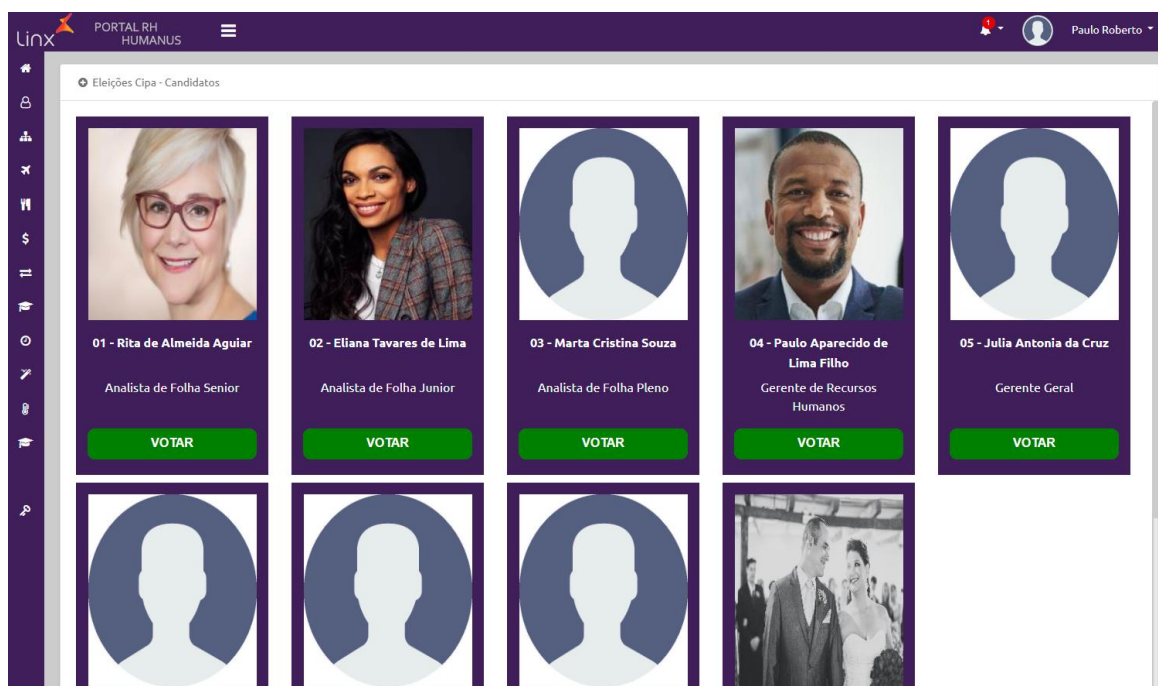 Linx
PORTAL RH
HUMANUS
1
Paulo Roberto
Eleições Cipa - Candidatos
01 - Rita de Almeida Aguiar
Analista de Folha Senior
VOTAR
02 - Eliana Tavares de Lima
Analista de Folha Junior
VOTAR
03 - Marta Cristina Souza
Analista de Folha Pleno
VOTAR
04 - Paulo Aparecido de
Lima Filho
Gerente de Recursos
Humanos
VOTAR
05 - Julia Antonia da Cruz
Gerente Geral
VOTAR